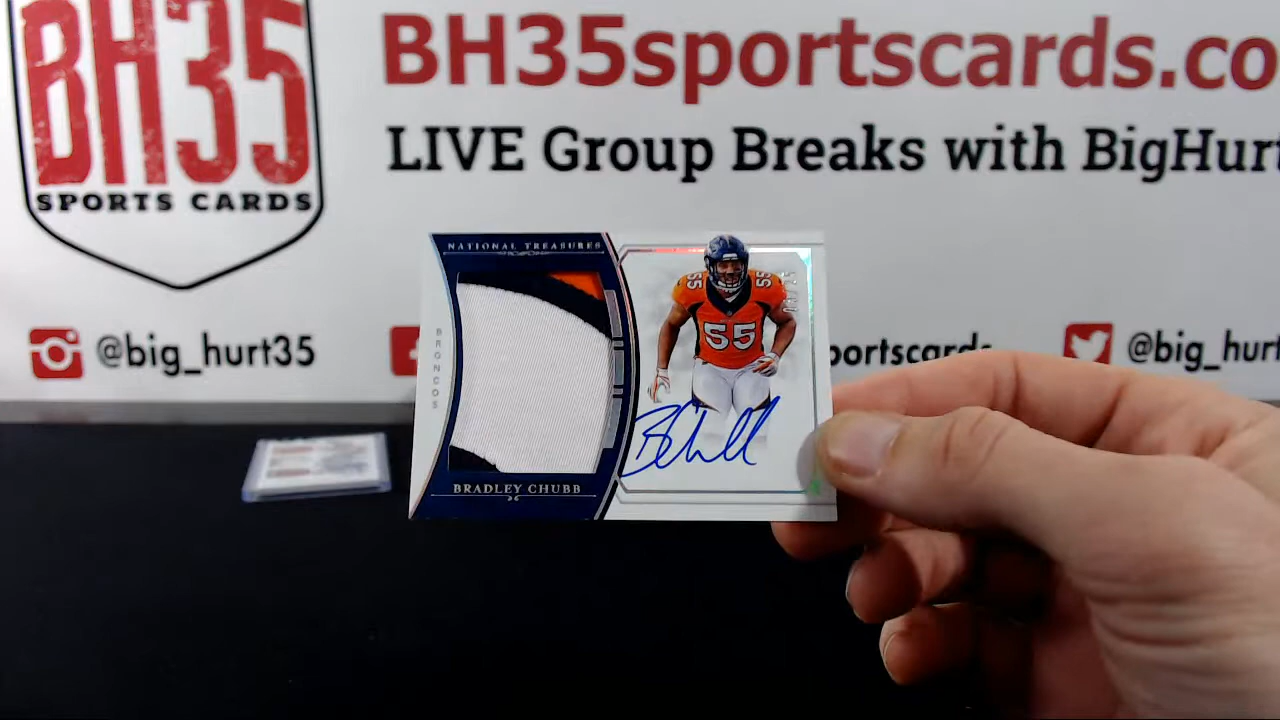 BH35
SPORTS CARDS
BH35sportscards.co
LIVE Group Breaks with BigHurt
@big_hurt35
portscards
@big_hurt
NATIONAL TREASURES
BRONCOS
BRADLEY CHUBB
55
55
55